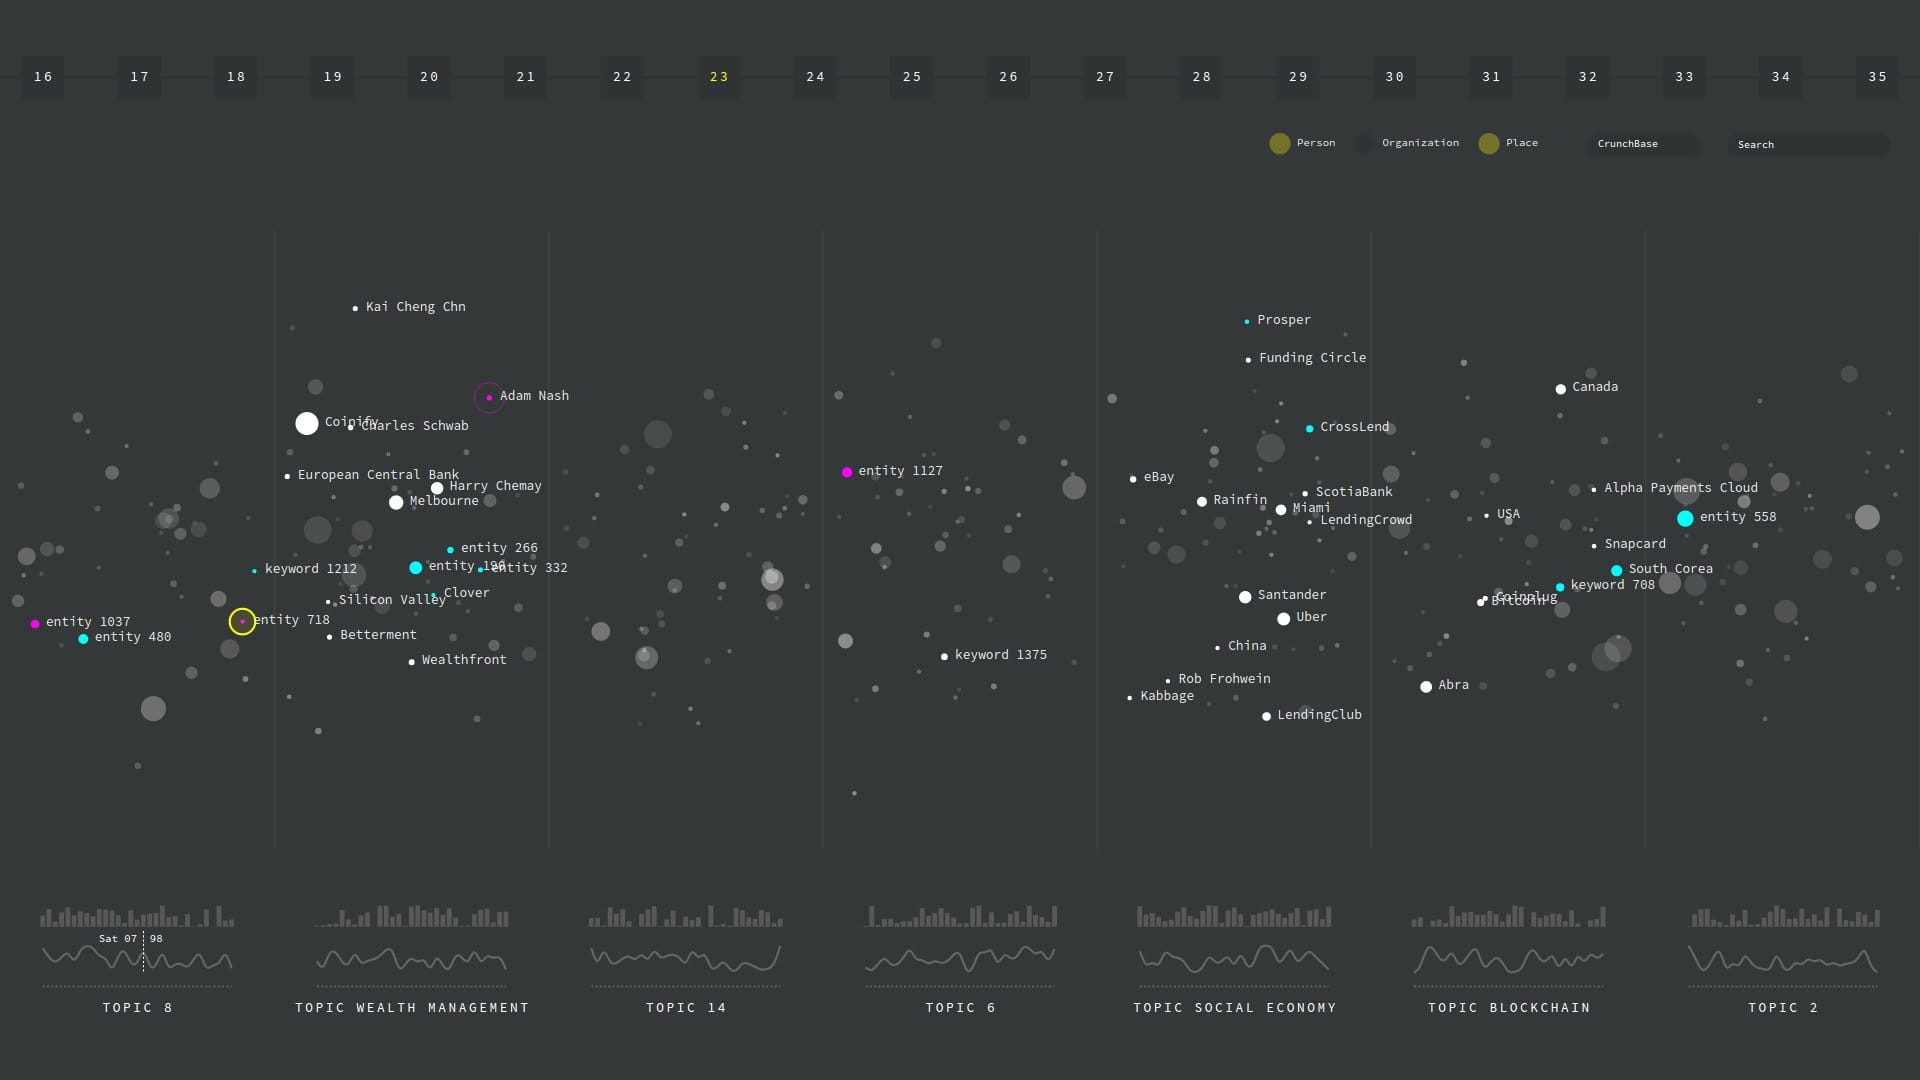 16 17 18 19 20 21 22 23 24 25 26 27 28 29 30 31 32 33 34 35
Person Organization Place CrunchBase Search
Kai Cheng Chn
Adam Nash
Coinify
Charles Schwab
European Central Bank
Harry Chemay
Melbourne
entity 266
entity 196
entity 332
keyword 1212
Clover
Silicon Valley
entity 1037
entity 718
entity 480
Betterment
Wealthfront
entity 1127
keyword 1375
Prosper
Funding Circle
CrossLend
eBay
ScotiaBank
Rainfin
Miami
LendingCrowd
Santander
Uber
China
Rob Frohwein
Kabbage
LendingClub
Canada
Alpha Payments Cloud
USA
entity 558
Snapcard
South Corea
keyword 708
Coinplug
Bitcoin
Abra
Sat 07 98
TOPIC 8
TOPIC WEALTH MANAGEMENT
TOPIC 14
TOPIC 6
TOPIC SOCIAL ECONOMY
TOPIC BLOCKCHAIN
TOPIC 2